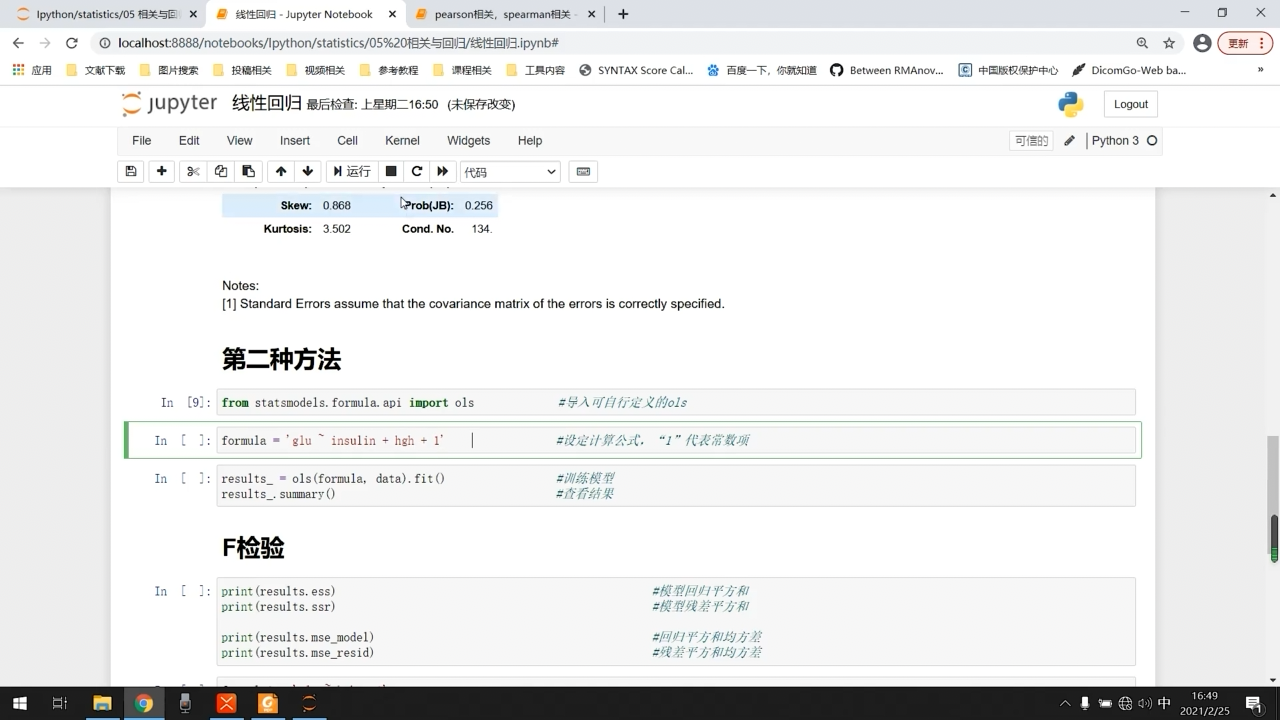 Ipython/statistics/05 相关与回
线性回归 - Jupyter Notebook
pearson相关，spearman相关 -
localhost:8888/notebooks/Ipython/statistics/05%20相关与回归/线性回归.ipynb#
更新
应用
文献下载
图片搜索
投稿相关
视频相关
参考教程
课程相关
工具内容
SYNTAX Score Cal...
百度一下，你就知道
Between RMAnov...
中国版权保护中心
DicomGo-Web ba...
»
jupyter 线性回归 最后检查: 上星期二16:50 (未保存改变)
Logout
File Edit View Insert Cell Kernel Widgets Help
可信的
Python 3
运行
代码
Skew: 0.868 Prob(JB): 0.256
Kurtosis: 3.502 Cond. No. 134.
Notes:
[1] Standard Errors assume that the covariance matrix of the errors is correctly specified.
第二种方法
In [9]: from statsmodels.formula.api import ols #导入可自行定义的ols
In [ ]: formula = 'glu ~ insulin + hgh + 1' #设定计算公式，“1”代表常数项
In [ ]: results_ = ols(formula, data).fit() #训练模型
results_.summary() #查看结果
F检验
In [ ]: print(results.ess) #模型回归平方和
print(results.ssr) #模型残差平方和
print(results.mse_model) #回归平方和均方差
print(results.mse_resid) #残差平方和均方差
中
16:49
2021/2/25